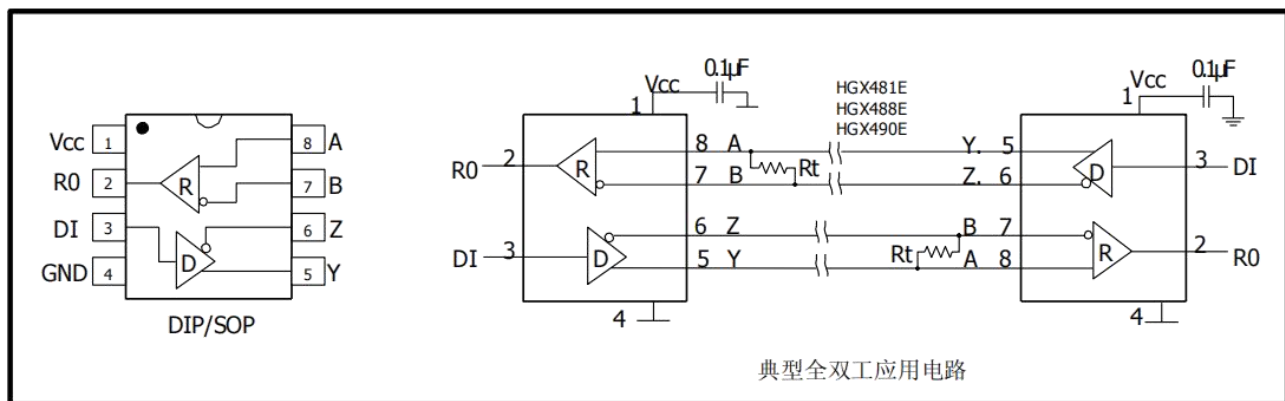 Vcc 1 8 A
R0 2 R 7 B
DI 3 6 Z
GND 4 D 5 Y
DIP/SOP
Vcc 0.1μF
1
HGX481E
HGX488E
HGX490E
Vcc 0.1μF
1
R0 2 R 8 A Rt 7 B
Y. 5 D 3 DI
Z. 6
DI 3 D 6 Z 5 Y
Rt B 7 R 2 R0
A 8
4
4
典型全双工应用电路